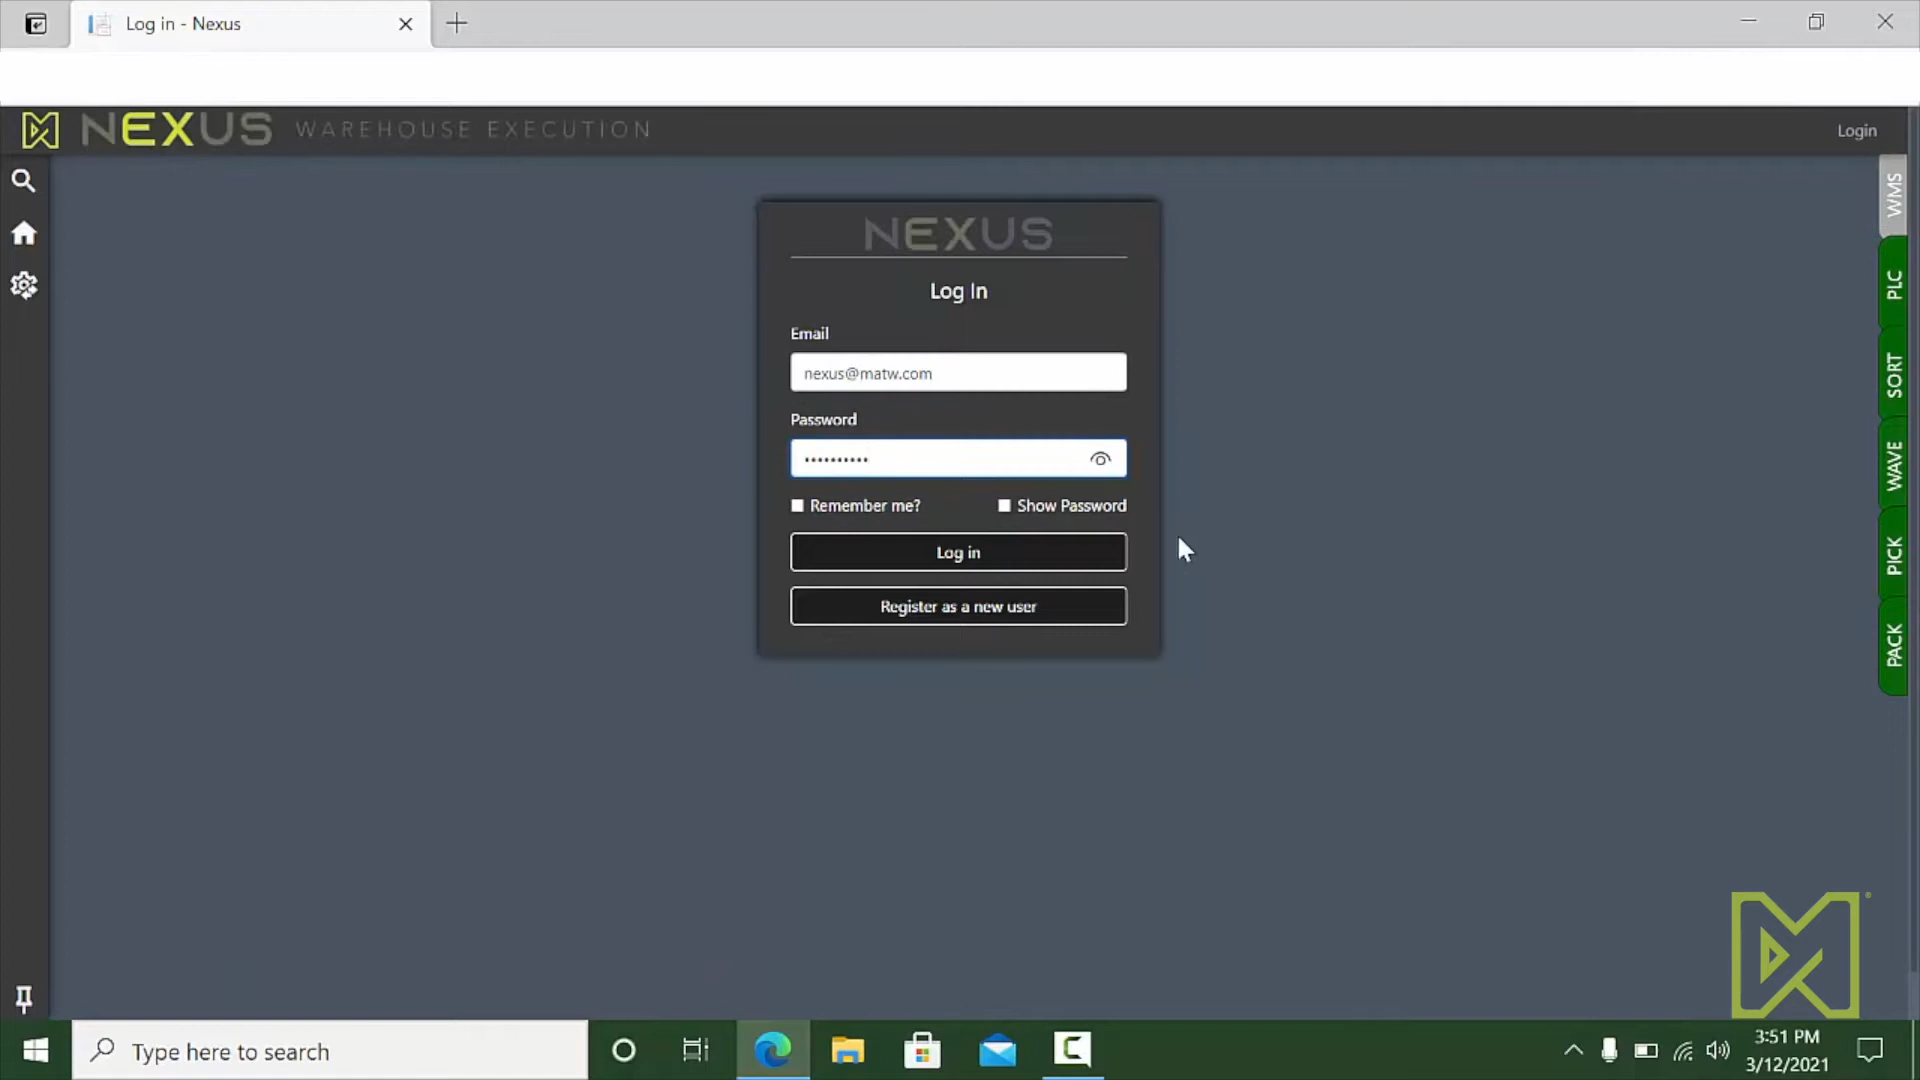 Log in - Nexus
NEXUS WAREHOUSE EXECUTION
Login
NEXUS
Log In
Email
nexus@matw.com
Password
••••••••••
Remember me?
Show Password
Log in
Register as a new user
WMS
PLC
SORT
WAVE
PICK
PACK
Type here to search
3:51 PM
3/12/2021